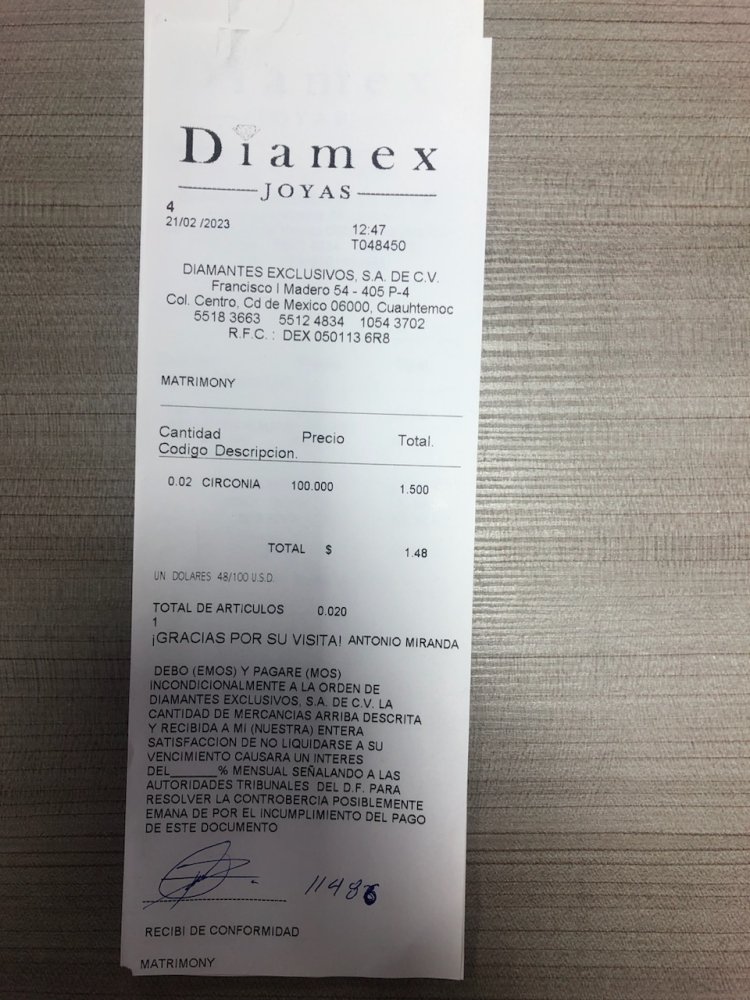 Diamex
JOYAS
4
21/02 /2023
12:47
T048450
DIAMANTES EXCLUSIVOS, S.A. DE C.V.
Francisco I Madero 54 - 405 P-4
Col. Centro, Cd de Mexico 06000, Cuauhtemoc
5518 3663 5512 4834 1054 3702
R.F.C. : DEX 050113 6R8
MATRIMONY
Cantidad Precio Total.
Codigo Descripcion.
0.02 CIRCONIA 100.000 1.500
TOTAL $ 1.48
UN DOLARES 48/100 U.S.D.
TOTAL DE ARTICULOS 0.020
1
¡GRACIAS POR SU VISITA! ANTONIO MIRANDA
DEBO (EMOS) Y PAGARE (MOS)
INCONDICIONALMENTE A LA ORDEN DE
DIAMANTES EXCLUSIVOS, S.A. DE C.V. LA
CANTIDAD DE MERCANCIAS ARRIBA DESCRITA
Y RECIBIDA A MI (NUESTRA) ENTERA
SATISFACCION DE NO LIQUIDARSE A SU
VENCIMIENTO CAUSARA UN INTERES
DEL______% MENSUAL SEÑALANDO A LAS
AUTORIDADES TRIBUNALES DEL D.F. PARA
RESOLVER LA CONTROBERCIA POSIBLEMENTE
EMANA DE POR EL INCUMPLIMIENTO DEL PAGO
DE ESTE DOCUMENTO
11486
RECIBI DE CONFORMIDAD
MATRIMONY